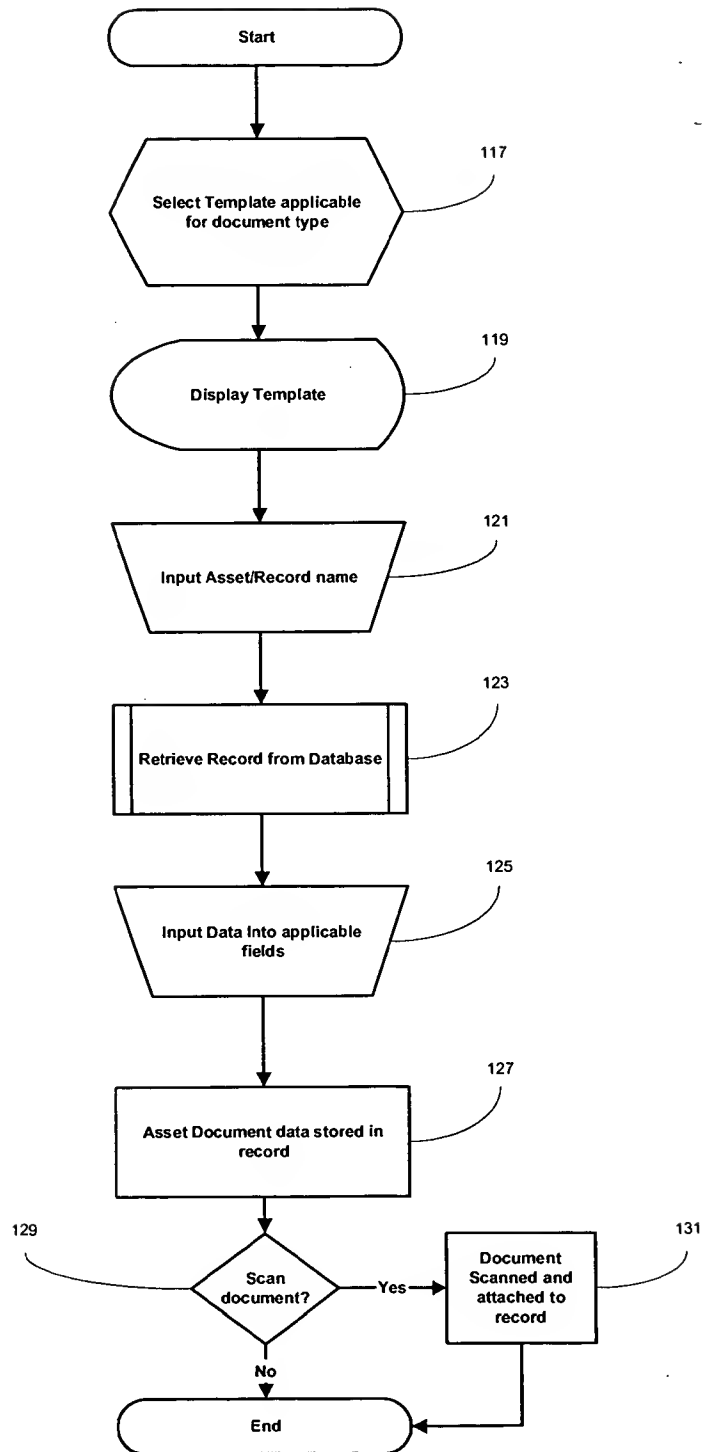 Start
117
Select Template applicable
for document type
119
Display Template
121
Input Asset/Record name
123
Retrieve Record from Database
125
Input Data Into applicable
fields
127
Asset Document data stored in
record
129
Scan
document?
Yes
131
Document
Scanned and
attached to
record
No
End